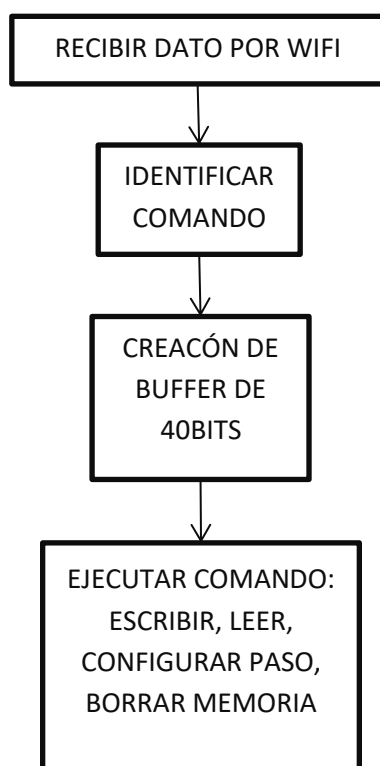 RECIBIR DATO POR WIFI
IDENTIFICAR
COMANDO
CREACÓN DE
BUFFER DE
40BITS
EJECUTAR COMANDO:
ESCRIBIR, LEER,
CONFIGURAR PASO,
BORRAR MEMORIA